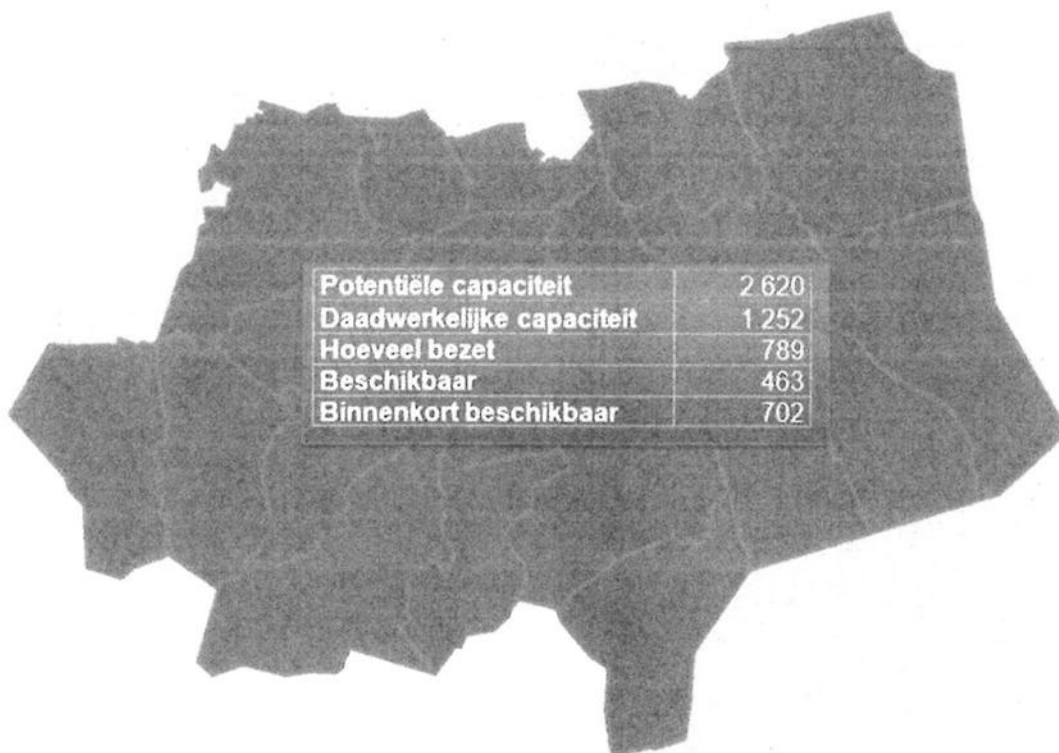 Potentiële capaciteit 2 620
Daadwerkelijke capaciteit 1 252
Hoeveel bezet 789
Beschikbaar 463
Binnenkort beschikbaar 702